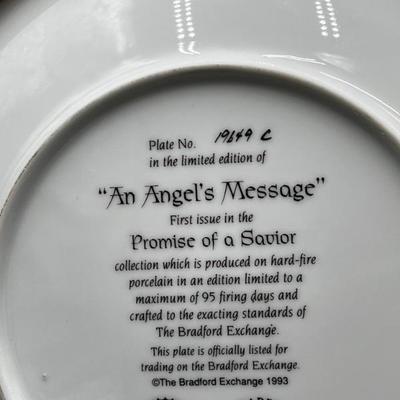 Plate No. 19649 C
in the limited edition of
"An Angel's Message"
First issue in the
Promise of a Savior
collection which is produced on hard-fire
porcelain in an edition limited to a
maximum of 95 firing days and
crafted to the exacting standards of
The Bradford Exchange.
This plate is officially listed for
trading on the Bradford Exchange.
©The Bradford Exchange 1993